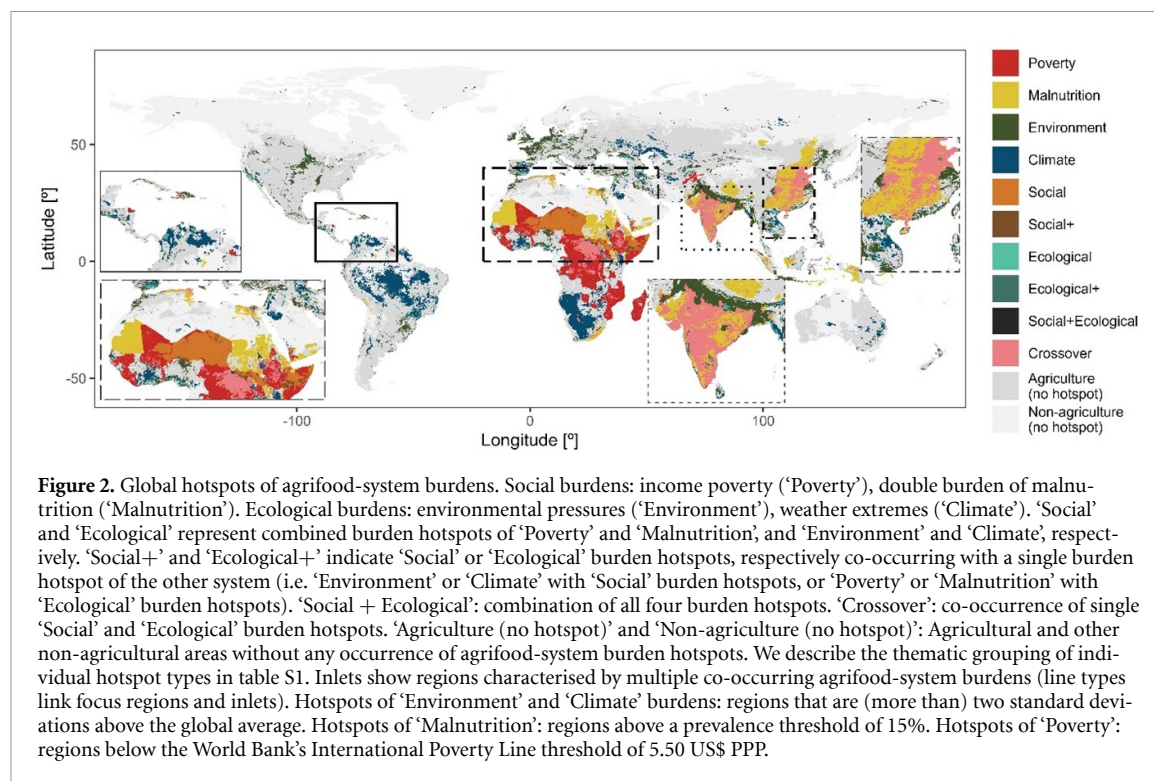 50
0
-50
Latitude [º]
-100
0
100
Longitude [º]
Poverty
Malnutrition
Environment
Climate
Social
Social+
Ecological
Ecological+
Social+Ecological
Crossover
Agriculture
(no hotspot)
Non-agriculture
(no hotspot)
Figure 2. Global hotspots of agrifood-system burdens. Social burdens: income poverty (‘Poverty’), double burden of malnu-
trition (‘Malnutrition’). Ecological burdens: environmental pressures (‘Environment’), weather extremes (‘Climate’). ‘Social’
and ‘Ecological’ represent combined burden hotspots of ‘Poverty’ and ‘Malnutrition’, and ‘Environment’ and ‘Climate’, respect-
ively. ‘Social+’ and ‘Ecological+’ indicate ‘Social’ or ‘Ecological’ burden hotspots, respectively co-occurring with a single burden
hotspot of the other system (i.e. ‘Environment’ or ‘Climate’ with ‘Social’ burden hotspots, or ‘Poverty’ or ‘Malnutrition’ with
‘Ecological’ burden hotspots). ‘Social + Ecological’: combination of all four burden hotspots. ‘Crossover’: co-occurrence of single
‘Social’ and ‘Ecological’ burden hotspots. ‘Agriculture (no hotspot)’ and ‘Non-agriculture (no hotspot)’: Agricultural and other
non-agricultural areas without any occurrence of agrifood-system burden hotspots. We describe the thematic grouping of indi-
vidual hotspot types in table S1. Inlets show regions characterised by multiple co-occurring agrifood-system burdens (line types
link focus regions and inlets). Hotspots of ‘Environment’ and ‘Climate’ burdens: regions that are (more than) two standard devi-
ations above the global average. Hotspots of ‘Malnutrition’: regions above a prevalence threshold of 15%. Hotspots of ‘Poverty’:
regions below the World Bank’s International Poverty Line threshold of 5.50 US$ PPP.